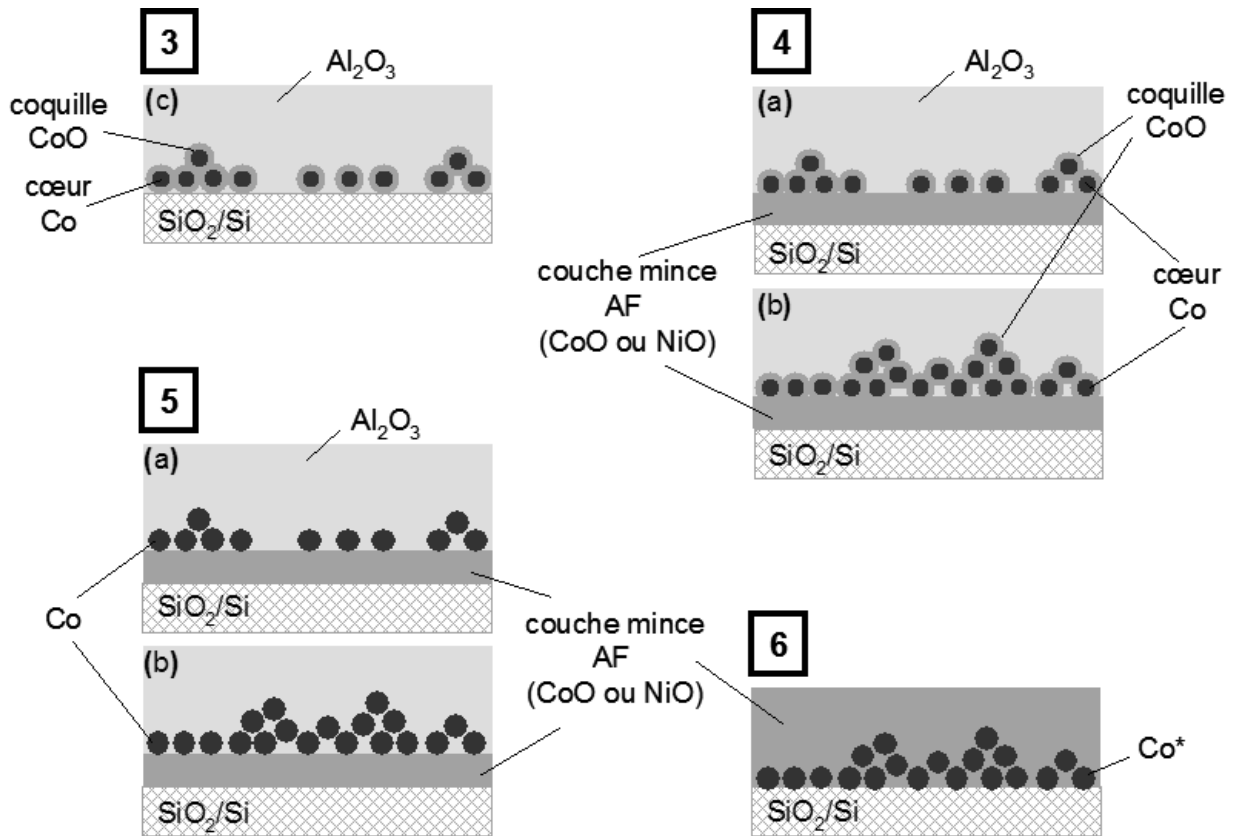 3
Al₂O₃
(c)
coquille
CoO
cœur
Co
SiO₂/Si
4
Al₂O₃
(a)
coquille
CoO
SiO₂/Si
couche mince
AF
(CoO ou NiO)
cœur
Co
(b)
SiO₂/Si
5
Al₂O₃
(a)
SiO₂/Si
Co
couche mince
AF
(CoO ou NiO)
(b)
SiO₂/Si
6
Co*
SiO₂/Si